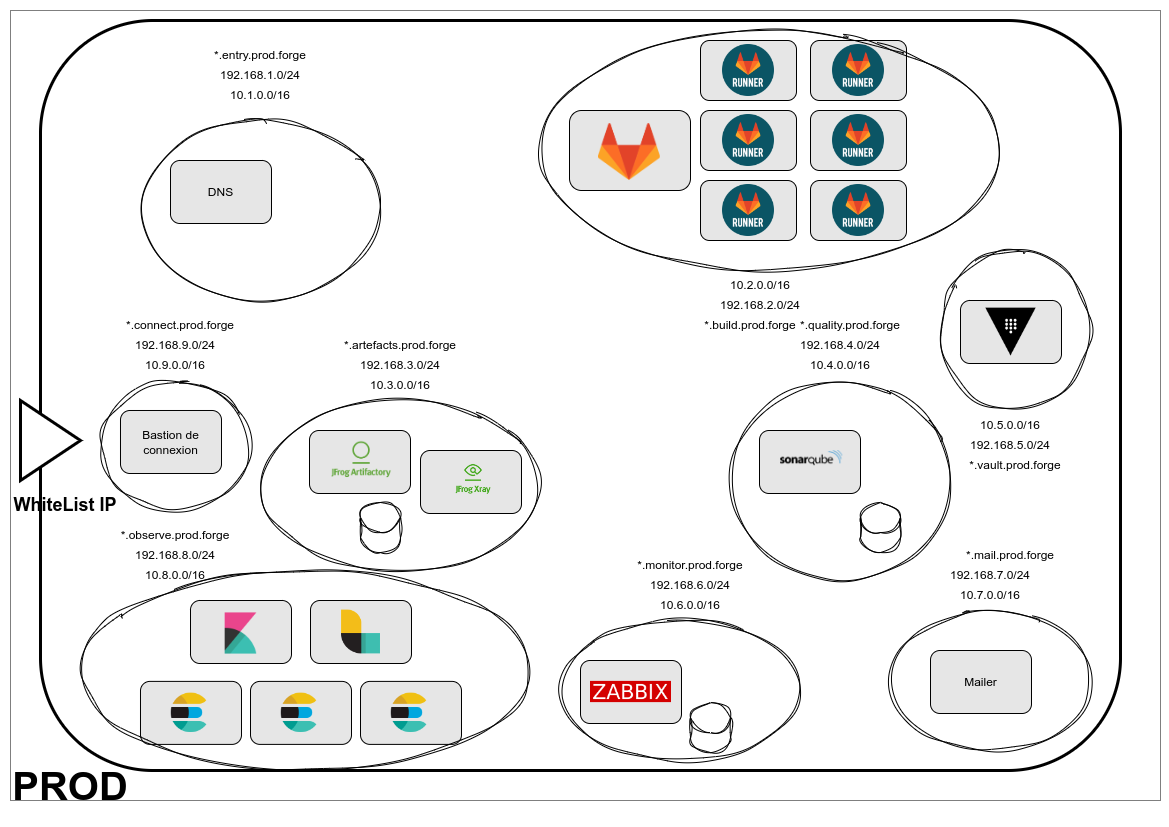 *.entry.prod.forge
192.168.1.0/24
10.1.0.0/16
DNS
RUNNER
RUNNER
RUNNER
RUNNER
RUNNER
RUNNER
10.2.0.0/16
192.168.2.0/24
*.build.prod.forge
*.quality.prod.forge
192.168.4.0/24
10.4.0.0/16
*.connect.prod.forge
192.168.9.0/24
10.9.0.0/16
*.artefacts.prod.forge
192.168.3.0/24
10.3.0.0/16
Bastion de
connexion
WhiteList IP
JFrog Artifactory
JFrog Xray
sonarqube
10.5.0.0/16
192.168.5.0/24
*.vault.prod.forge
*.observe.prod.forge
192.168.8.0/24
10.8.0.0/16
*.monitor.prod.forge
192.168.6.0/24
10.6.0.0/16
ZABBIX
*.mail.prod.forge
192.168.7.0/24
10.7.0.0/16
Mailer
PROD